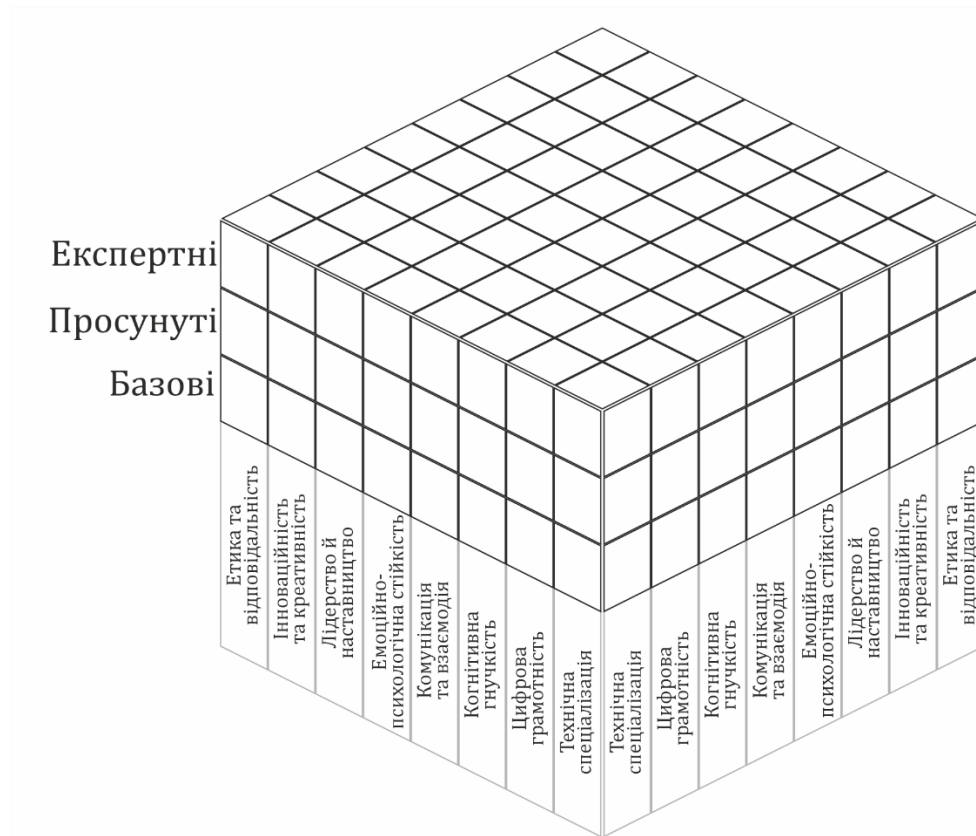 Експертні
Просунуті
Базові
Етика та
відповідальність
Інноваційність
та креативність
Лідерство й
наставництво
Емоційно-
психологічна стійкість
Комунікація
та взаємодія
Когнітивна
гнучкість
Цифрова
грамотність
Технічна
спеціалізація
Технічна
спеціалізація
Цифрова
грамотність
Когнітивна
гнучкість
Комунікація
та взаємодія
Емоційно-
психологічна стійкість
Лідерство й
наставництво
Інноваційність
та креативність
Етика та
відповідальність